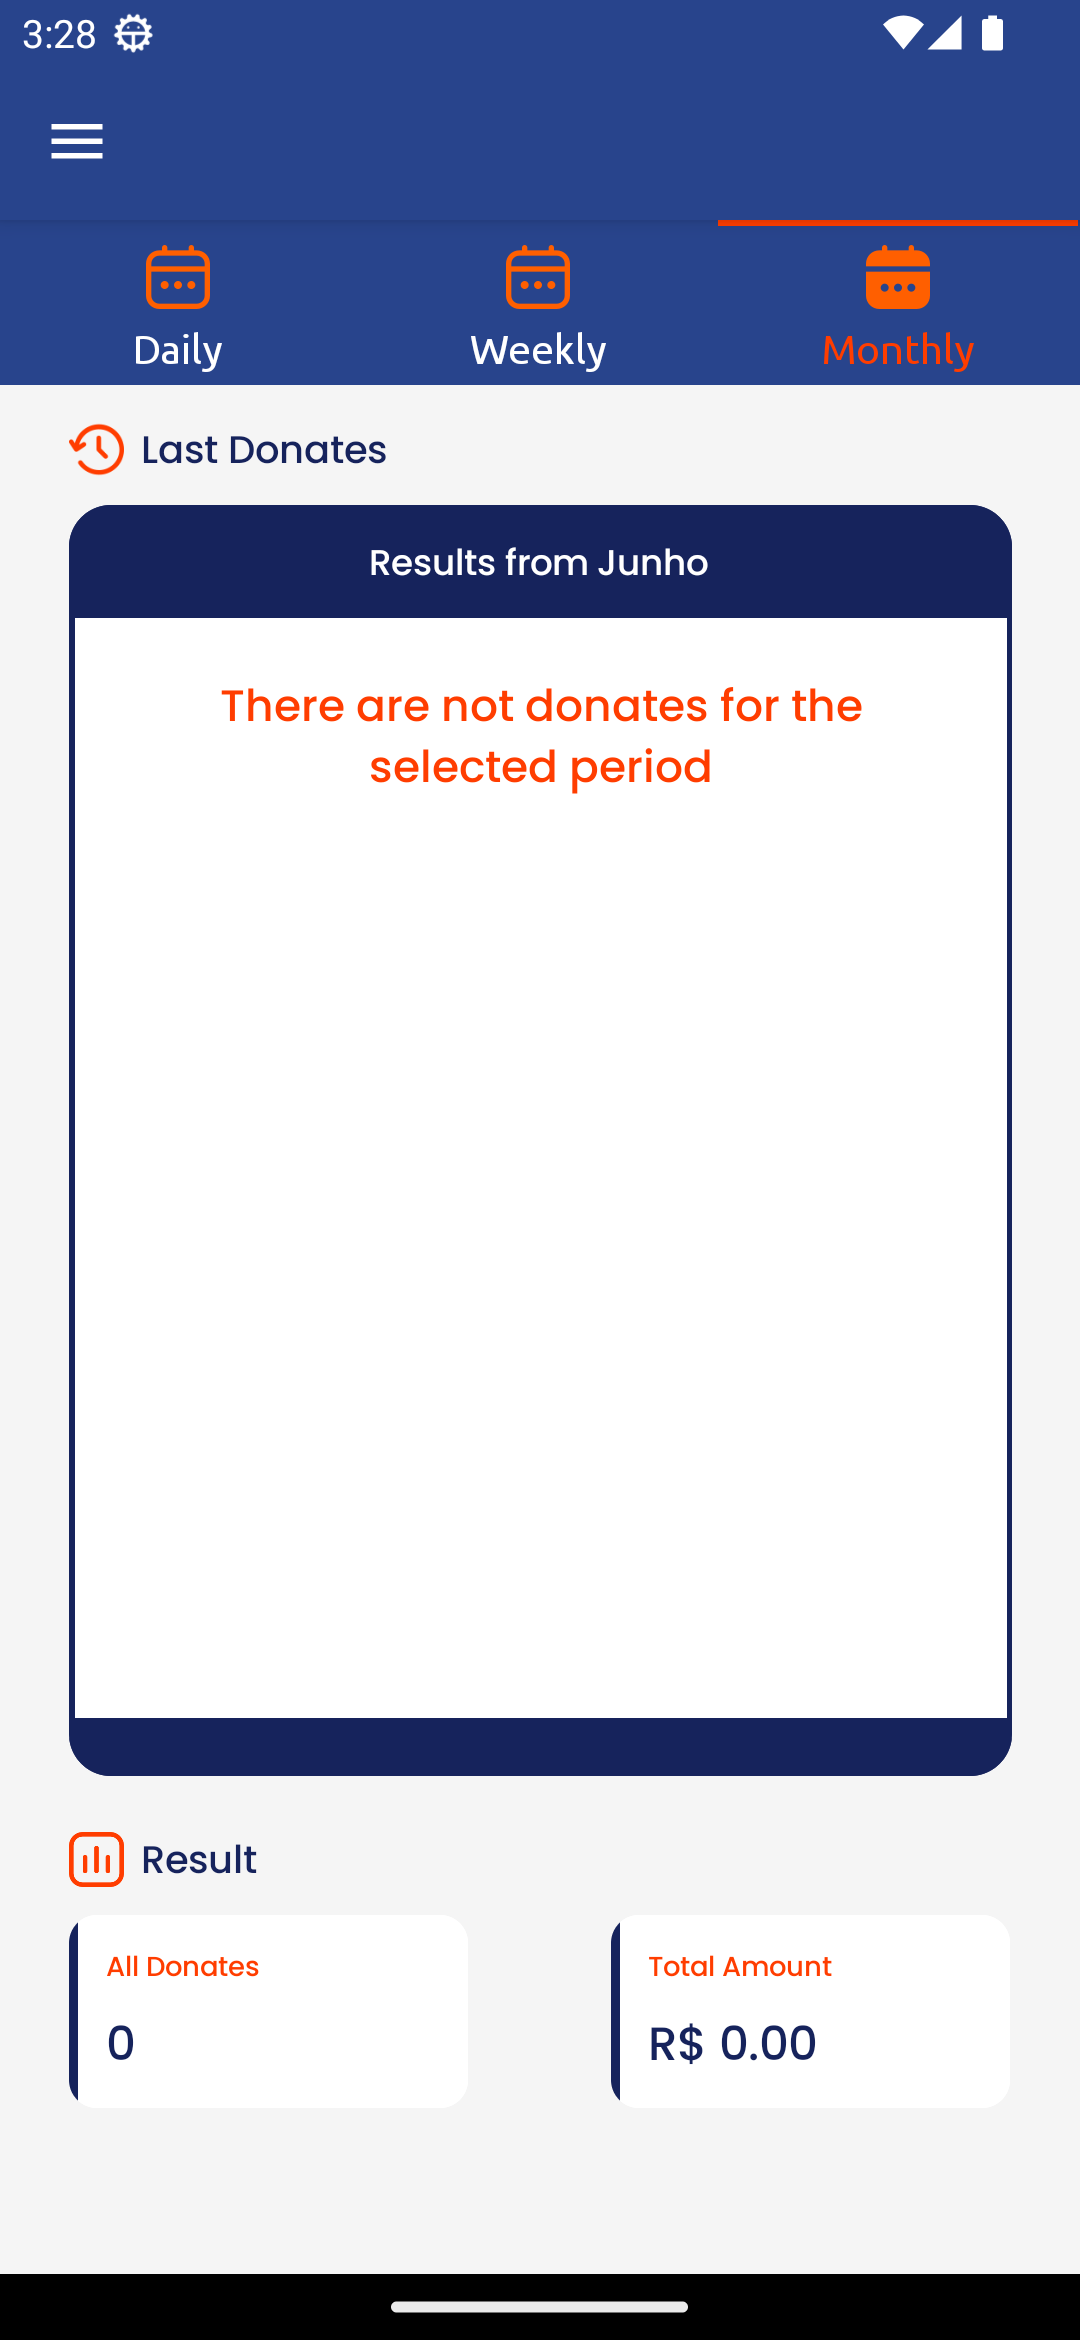 3:28
Daily
Weekly
Monthly
Last Donates
Results from Junho
There are not donates for the
selected period
Result
All Donates
0
Total Amount
R$ 0.00